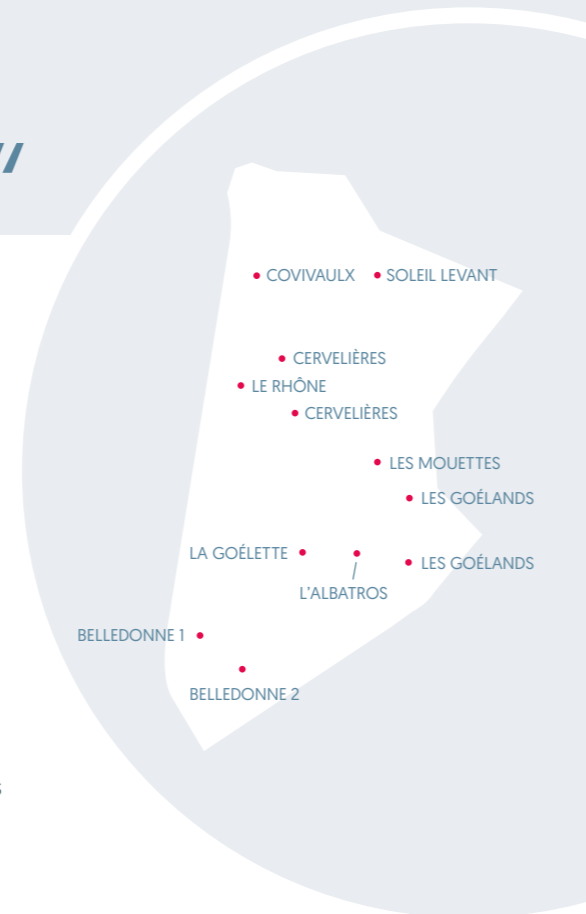 COVIVAULX
SOLEIL LEVANT
CERVELIÈRES
LE RHÔNE
CERVELIÈRES
LES MOUETTES
LES GOÉLANDS
LA GOÉLETTE
L'ALBATROS
LES GOÉLANDS
BELLEDONNE 1
BELLEDONNE 2